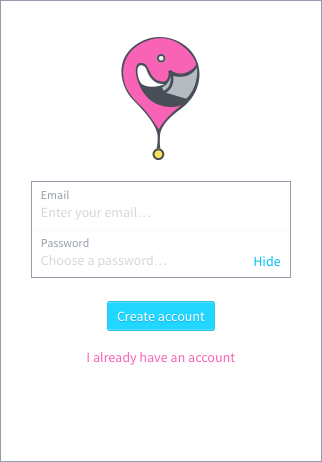 Email
Enter your email...
Password
Choose a password...
Hide
Create account
I already have an account